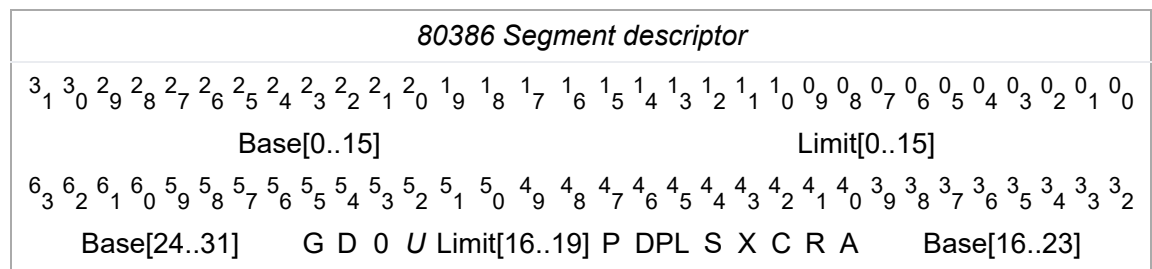 80386 Segment descriptor
31 30 29 28 27 26 25 24 23 22 21 20 19 18 17 16 15 14 13 12 11 10 09 08 07 06 05 04 03 02 01 00
Base[0..15] Limit[0..15]
63 62 61 60 59 58 57 56 55 54 53 52 51 50 49 48 47 46 45 44 43 42 41 40 39 38 37 36 35 34 33 32
Base[24..31] G D 0 U Limit[16..19] P DPL S X C R A Base[16..23]